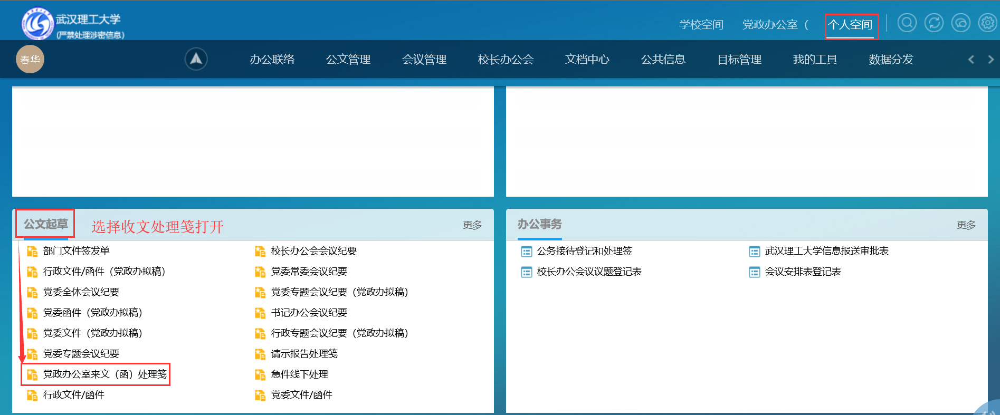 武汉理工大学
(严禁处理涉密信息)
学校空间 党政办公室（ 个人空间
春华 办公联络 公文管理 会议管理 校长办公会 文档中心 公共信息 目标管理 我的工具 数据分发
公文起草 选择收文处理笺打开 更多
部门文件签发单 校长办公会会议纪要
行政文件/函件（党政办拟稿） 党委常委会议纪要
党委全体会议纪要 党委专题会议纪要（党政办拟稿）
党委函件（党政办拟稿） 书记办公会议纪要
党委文件（党政办拟稿） 行政专题会议纪要（党政办拟稿）
党委专题会议纪要 请示报告处理笺
党政办公室来文（函）处理笺 急件线下处理
行政文件/函件 党委文件/函件
办公事务 更多
公务接待登记和处理签 武汉理工大学信息报送审批表
校长办公会议议题登记表 会议安排表登记表